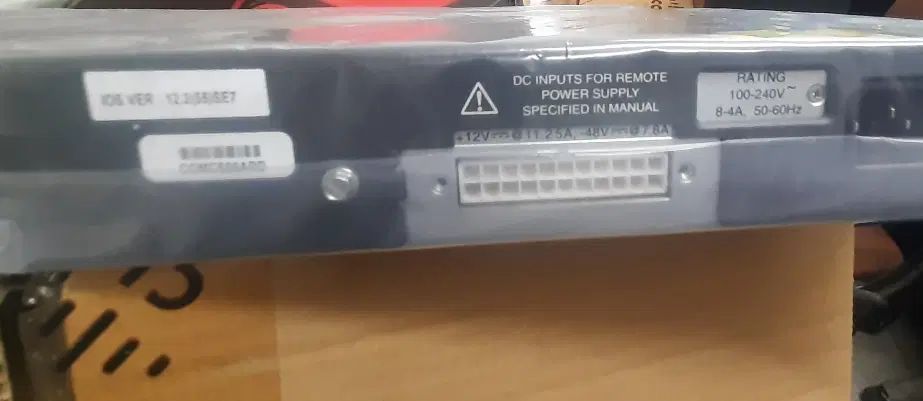 IOS VER 12.2(55)SE7
DC INPUTS FOR REMOTE
POWER SUPPLY
SPECIFIED IN MANUAL
+12V⎓@11.25A, -48V⎓@7.8A
RATING
100-240V~
8-4A, 50-60Hz